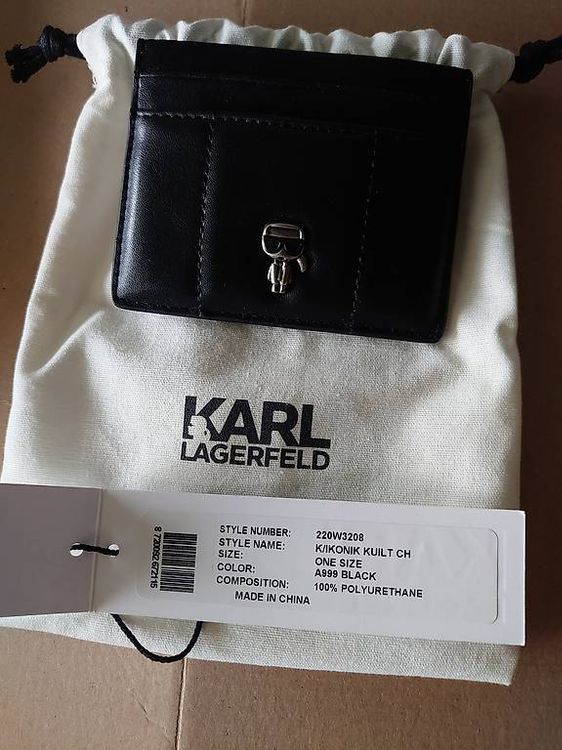 KARL
LAGERFELD
STYLE NUMBER: 220W3208
STYLE NAME: K/IKONIK KUILT CH
SIZE: ONE SIZE
COLOR: A999 BLACK
COMPOSITION: 100% POLYURETHANE
MADE IN CHINA